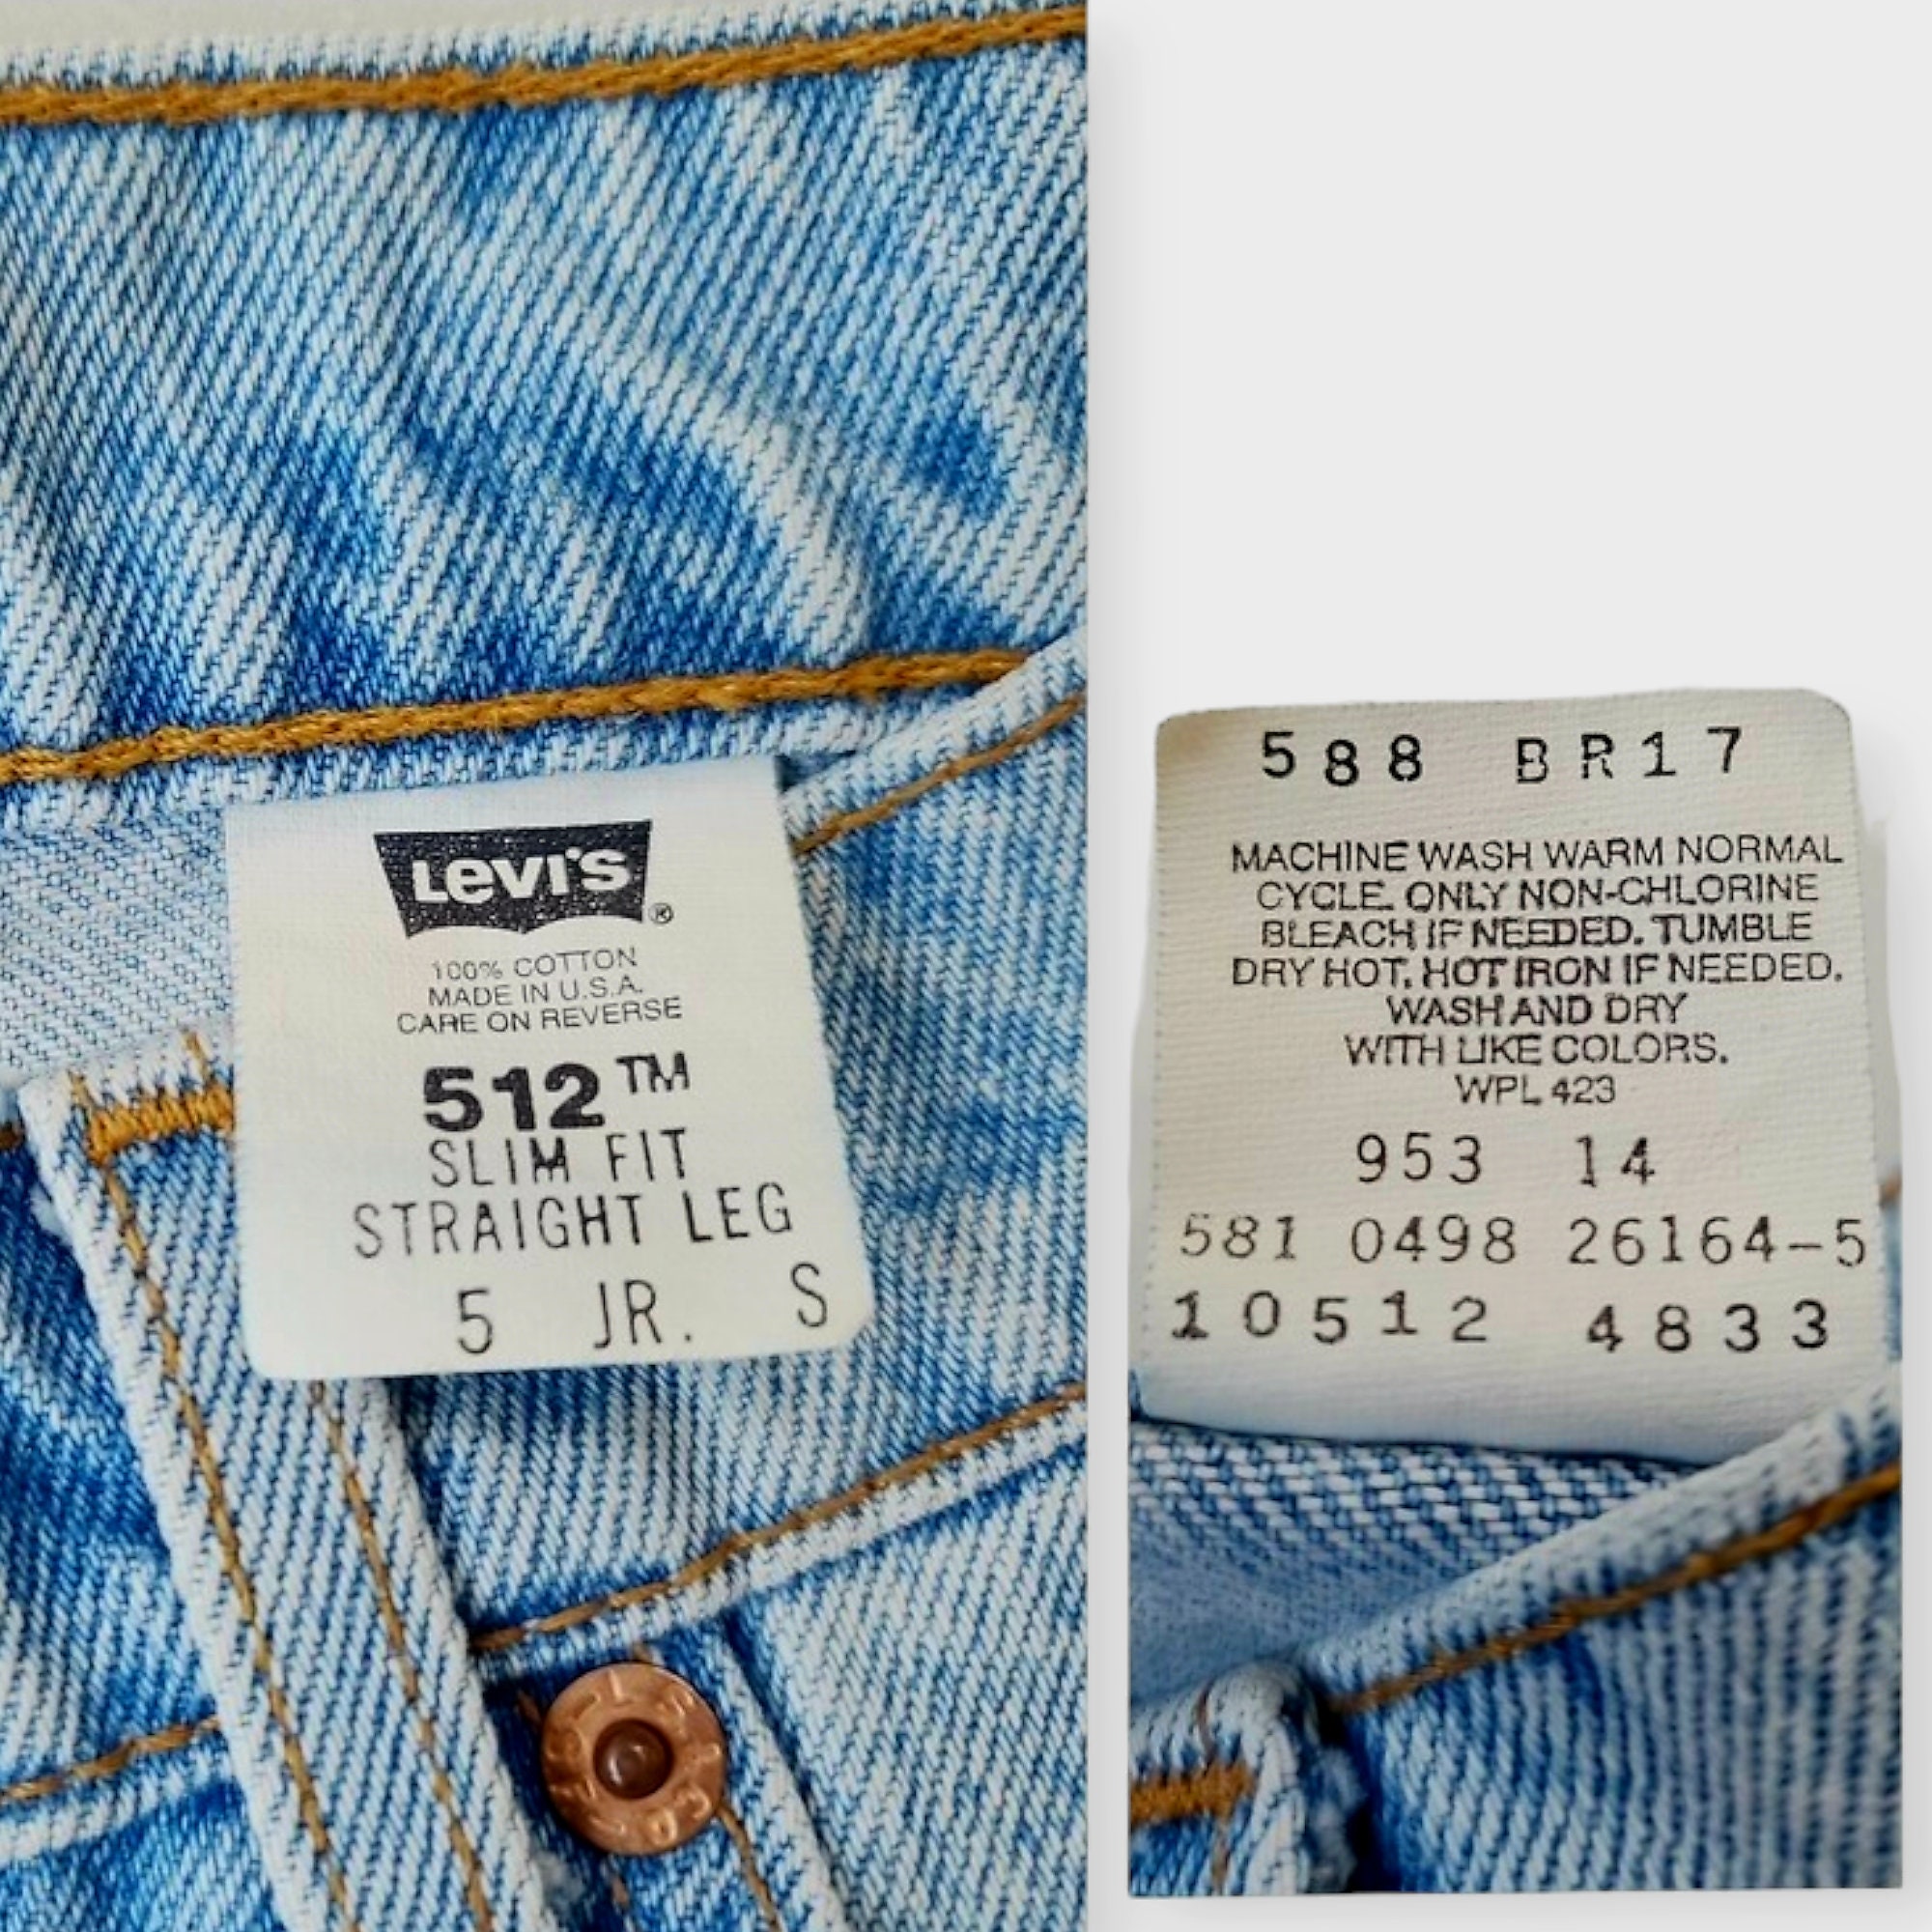 LEVI'S ®
100% COTTON
MADE IN U.S.A.
CARE ON REVERSE
512™
SLIM FIT
STRAIGHT LEG
5 JR. S
588 BR17
MACHINE WASH WARM NORMAL
CYCLE. ONLY NON-CHLORINE
BLEACH IF NEEDED. TUMBLE
DRY HOT. HOT IRON IF NEEDED.
WASH AND DRY
WITH LIKE COLORS.
WPL 423
953 14
581 0498 26164-5
10512 4833